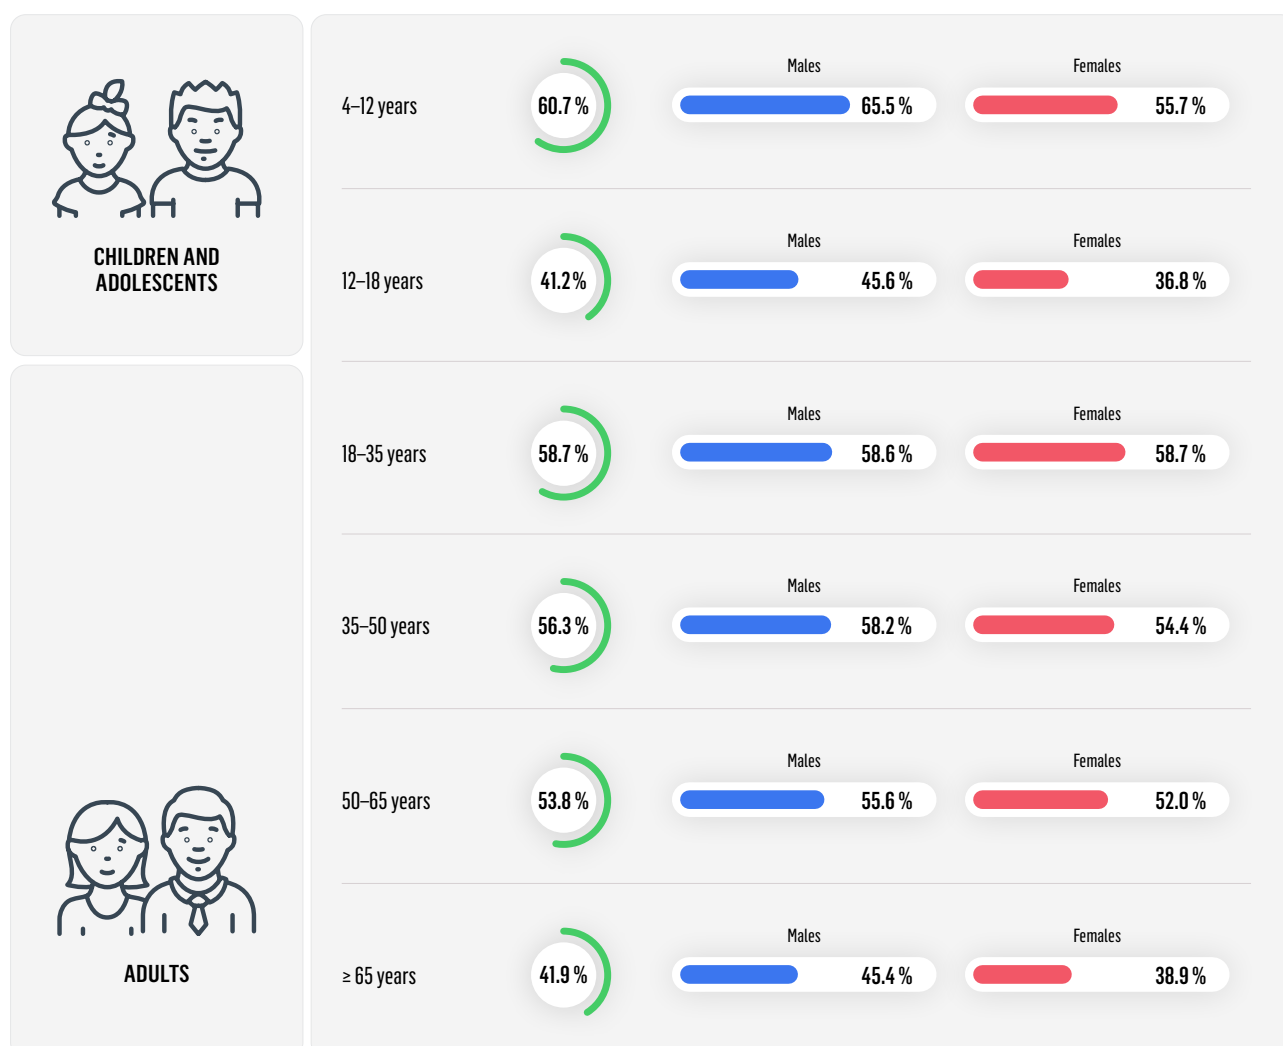 CHILDREN AND
ADOLESCENTS
Males
Females
4–12 years
60.7 %
65.5 %
55.7 %
Males
Females
12–18 years
41.2 %
45.6 %
36.8 %
Males
Females
18–35 years
58.7 %
58.6 %
58.7 %
Males
Females
35–50 years
56.3 %
58.2 %
54.4 %
Males
Females
50–65 years
53.8 %
55.6 %
52.0 %
ADULTS
Males
Females
≥ 65 years
41.9 %
45.4 %
38.9 %